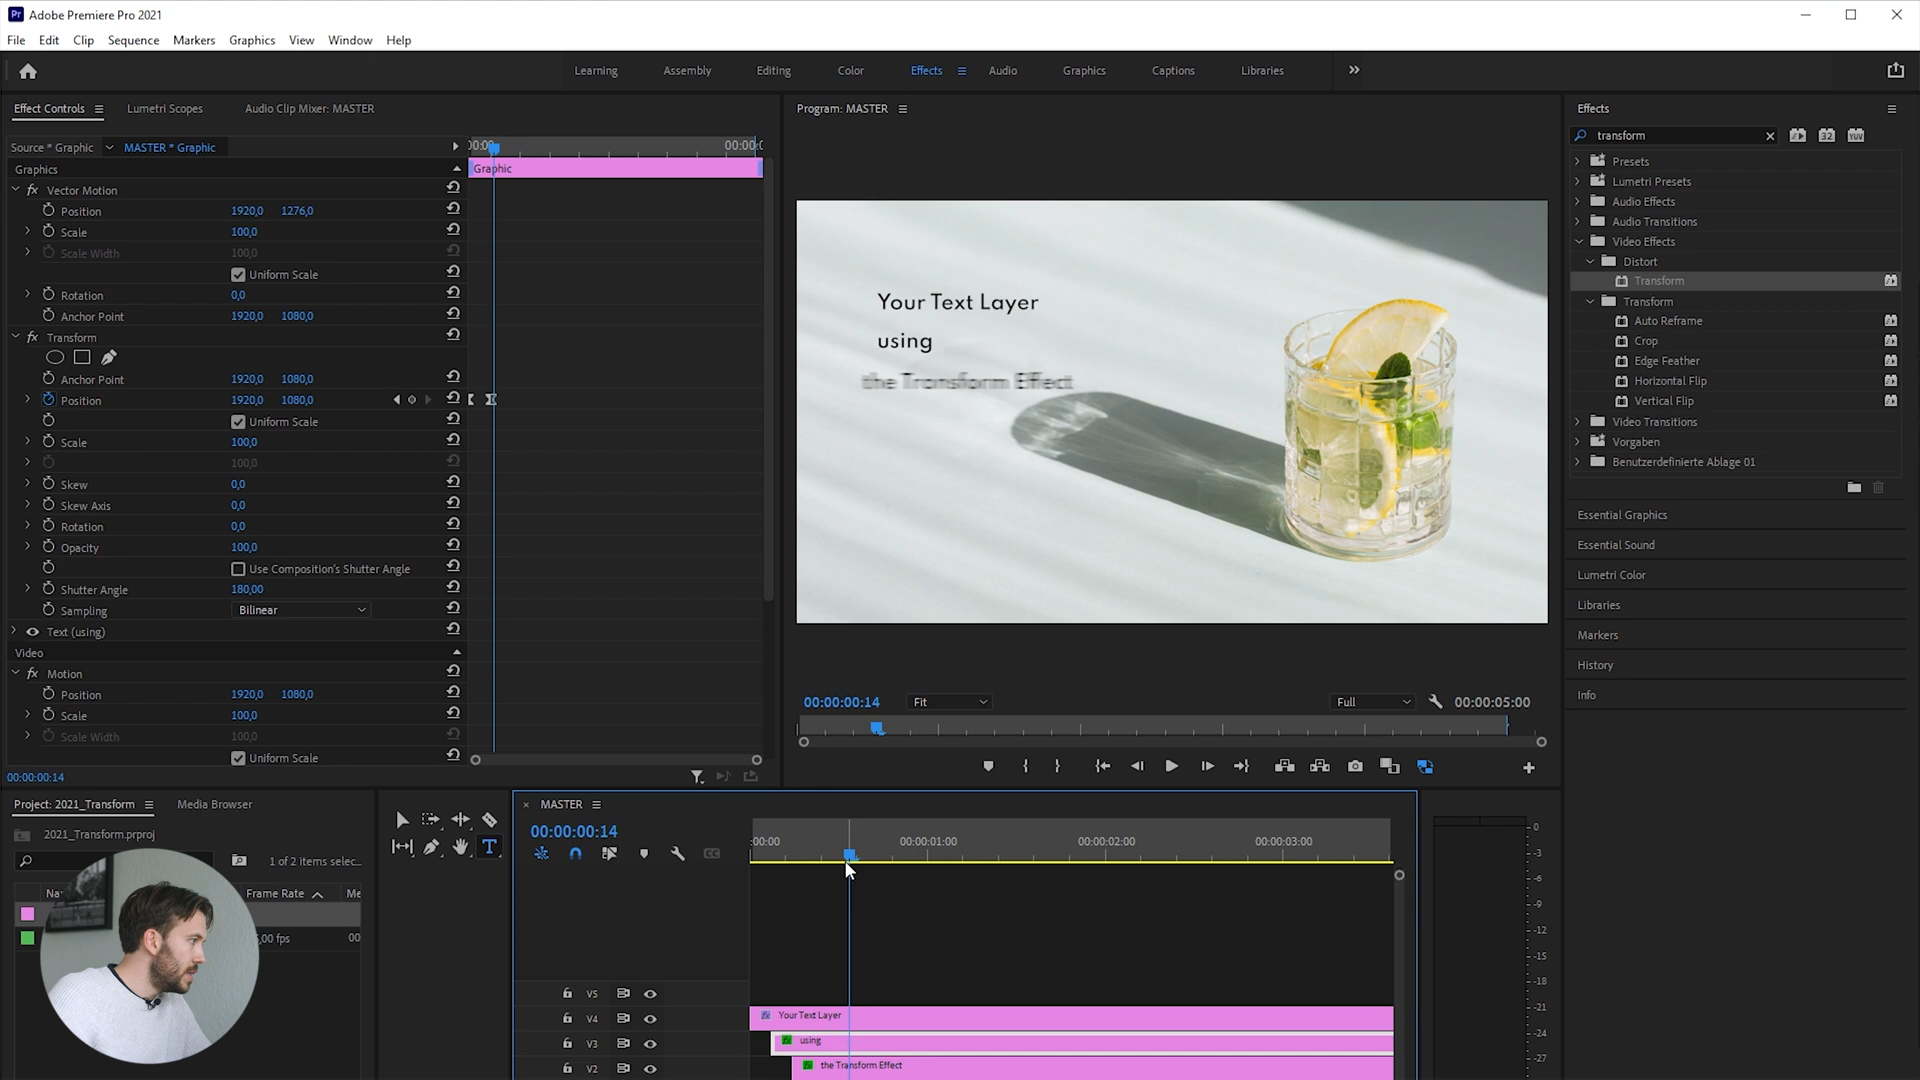 Adobe Premiere Pro 2021
File Edit Clip Sequence Markers Graphics View Window Help
Learning Assembly Editing Color Effects Audio Graphics Captions Libraries
Effect Controls Lumetri Scopes Audio Clip Mixer: MASTER
Source * Graphic MASTER * Graphic
Graphics
Graphic
Vector Motion
Position 1920,0 1276,0
Scale 100,0
Scale Width 100,0
Uniform Scale
Rotation 0,0
Anchor Point 1920,0 1080,0
Transform
Anchor Point 1920,0 1080,0
Position 1920,0 1080,0
Uniform Scale
Scale 100,0
100,0
Skew 0,0
Skew Axis 0,0
Rotation 0,0
Opacity 100,0
Use Composition's Shutter Angle
Shutter Angle 180,00
Sampling Bilinear
Text (using)
Video
Motion
Position 1920,0 1080,0
Scale 100,0
Scale Width 100,0
Uniform Scale
00:00:00:14
Program: MASTER
Your Text Layer
using
the Transform Effect
00:00:00:14 Fit Full 00:00:05:00
Effects
transform
Presets
Lumetri Presets
Audio Effects
Audio Transitions
Video Effects
Distort
Transform
Transform
Auto Reframe
Crop
Edge Feather
Horizontal Flip
Vertical Flip
Video Transitions
Vorgaben
Benutzerdefinierte Ablage 01
Essential Graphics
Essential Sound
Lumetri Color
Libraries
Markers
History
Info
Project: 2021_Transform Media Browser
2021_Transform.prproj
1 of 2 items selec...
Frame Rate
MASTER
00:00:00:14
:00:00 00:00:01:00 00:00:02:00 00:00:03:00
V5
V4 Your Text Layer
V3 using
V2 the Transform Effect
0
-3
-6
-9
-12
-15
-18
-21
-24
-27